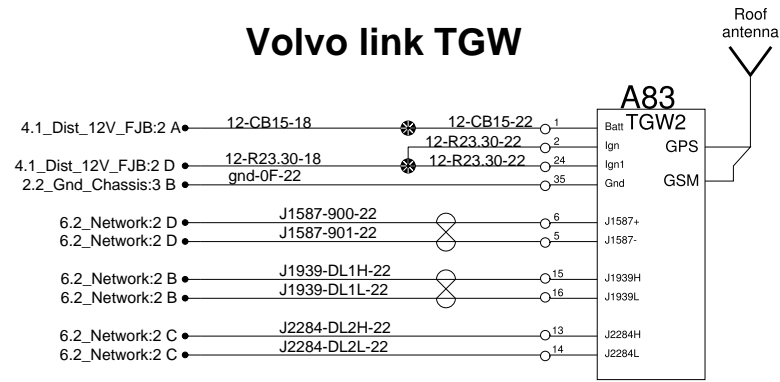 Roof
antenna
Volvo link TGW
A83
TGW2
4.1_Dist_12V_FJB:2 A 12-CB15-18 12-CB15-22 1 Batt
12-R23.30-22 2 Ign GPS
4.1_Dist_12V_FJB:2 D 12-R23.30-18 12-R23.30-22 24 Ign1
2.2_Gnd_Chassis:3 B gnd-0F-22 35 Gnd GSM
6.2_Network:2 D J1587-900-22 6 J1587+
6.2_Network:2 D J1587-901-22 5 J1587-
6.2_Network:2 B J1939-DL1H-22 15 J1939H
6.2_Network:2 B J1939-DL1L-22 16 J1939L
6.2_Network:2 C J2284-DL2H-22 13 J2284H
6.2_Network:2 C J2284-DL2L-22 14 J2284L